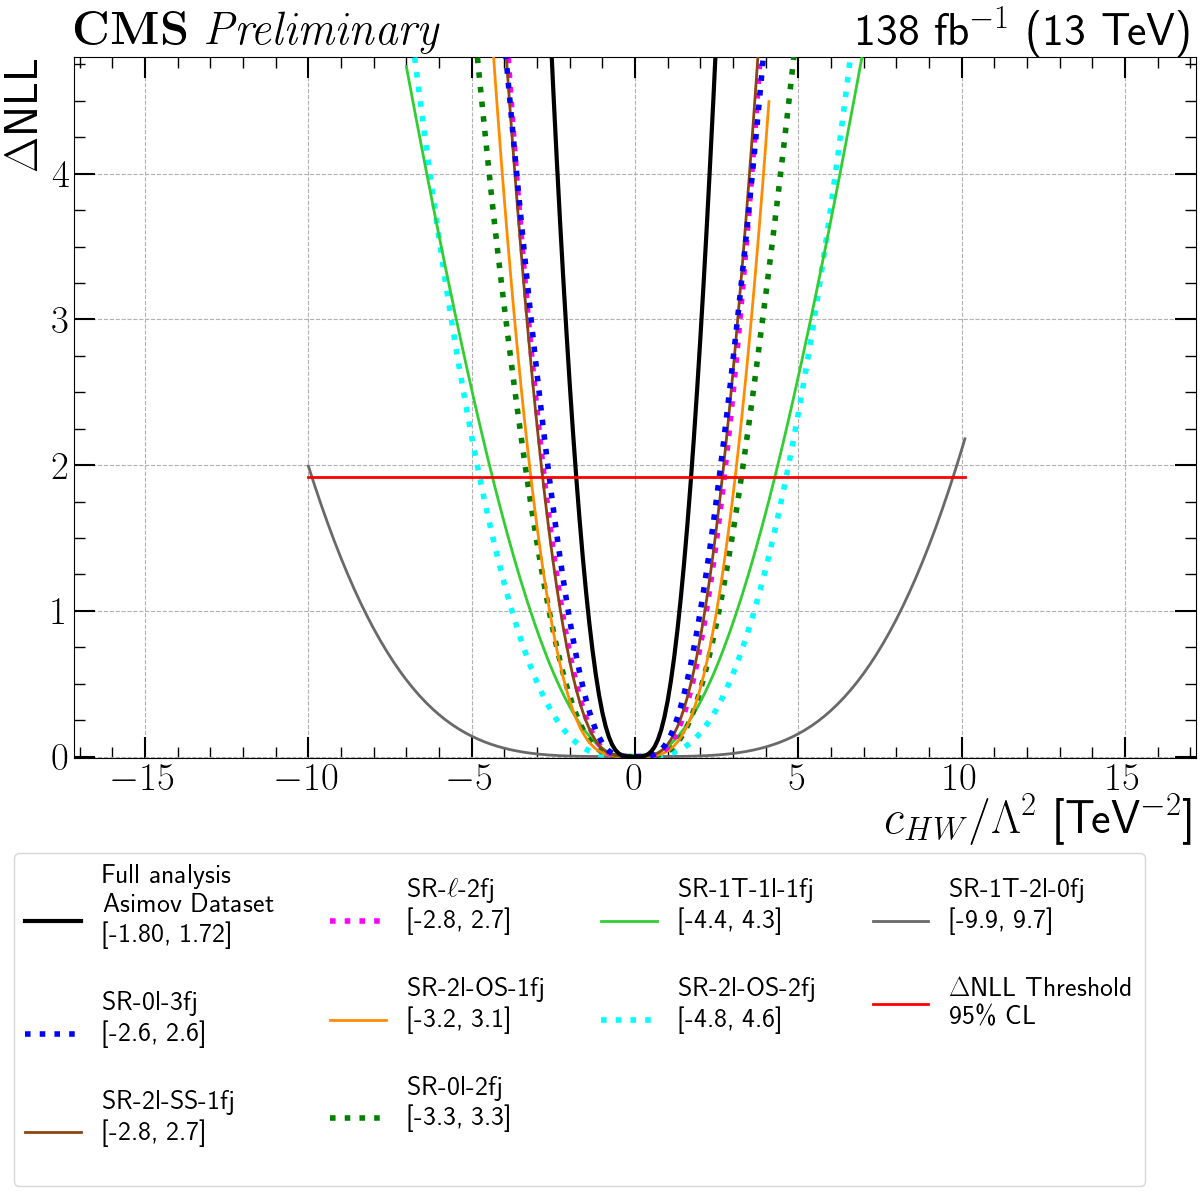 CMS Preliminary 138 fb⁻¹ (13 TeV)
ΔNLL
4
3
2
1
0
−15 −10 −5 0 5 10 15
c_{HW}/Λ² [TeV⁻²]
Full analysis
Asimov Dataset
[-1.80, 1.72]
SR-0l-3fj
[-2.6, 2.6]
SR-2l-SS-1fj
[-2.8, 2.7]
SR-ℓ-2fj
[-2.8, 2.7]
SR-2l-OS-1fj
[-3.2, 3.1]
SR-0l-2fj
[-3.3, 3.3]
SR-1T-1l-1fj
[-4.4, 4.3]
SR-2l-OS-2fj
[-4.8, 4.6]
SR-1T-2l-0fj
[-9.9, 9.7]
ΔNLL Threshold
95% CL